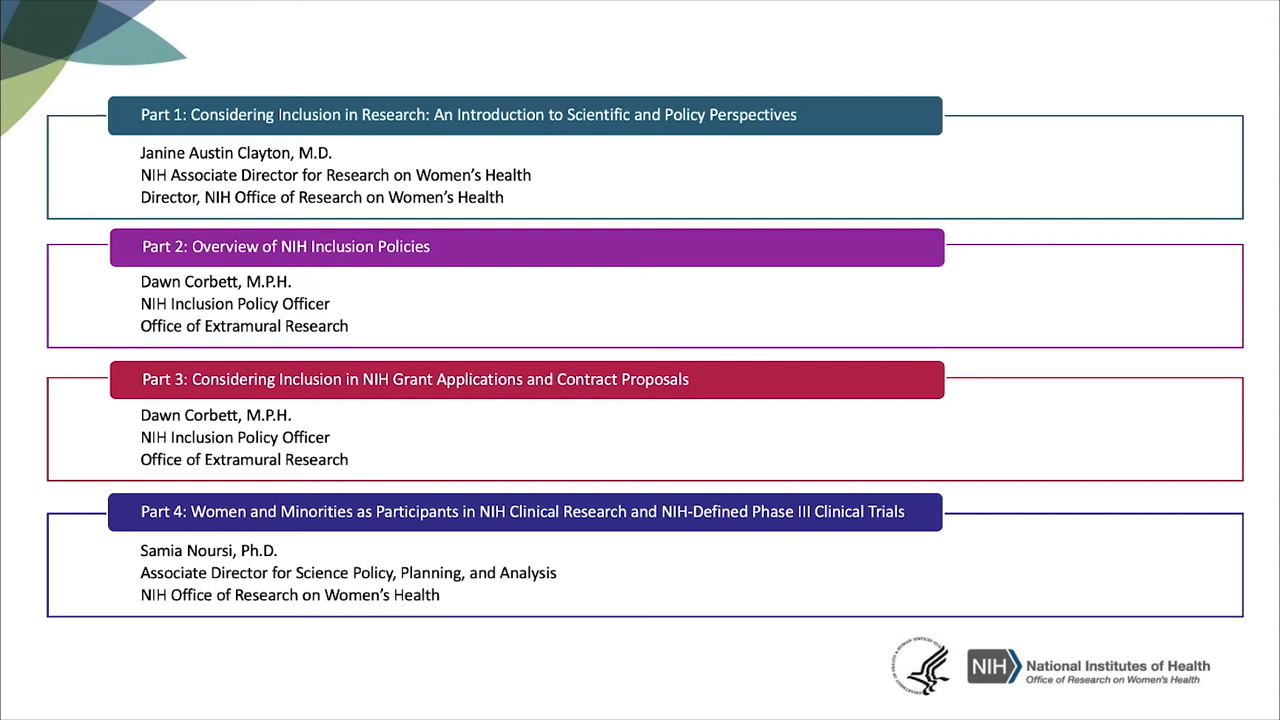 Part 1: Considering Inclusion in Research: An Introduction to Scientific and Policy Perspectives
Janine Austin Clayton, M.D.
NIH Associate Director for Research on Women's Health
Director, NIH Office of Research on Women's Health
Part 2: Overview of NIH Inclusion Policies
Dawn Corbett, M.P.H.
NIH Inclusion Policy Officer
Office of Extramural Research
Part 3: Considering Inclusion in NIH Grant Applications and Contract Proposals
Dawn Corbett, M.P.H.
NIH Inclusion Policy Officer
Office of Extramural Research
Part 4: Women and Minorities as Participants in NIH Clinical Research and NIH-Defined Phase III Clinical Trials
Samia Noursi, Ph.D.
Associate Director for Science Policy, Planning, and Analysis
NIH Office of Research on Women's Health
NIH National Institutes of Health
Office of Research on Women's Health